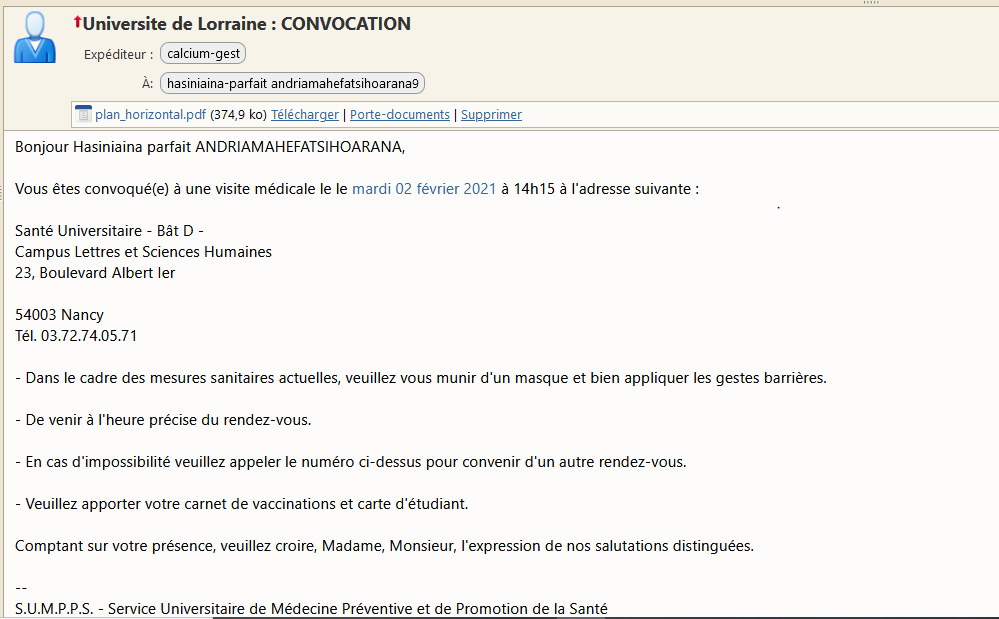 Universite de Lorraine : CONVOCATION
Expéditeur : calcium-gest
À: hasiniaina-parfait andriamahefatsihoarana9
plan_horizontal.pdf (374,9 ko) Télécharger | Porte-documents | Supprimer
Bonjour Hasiniaina parfait ANDRIAMAHEFATSIHOARANA,
Vous êtes convoqué(e) à une visite médicale le le mardi 02 février 2021 à 14h15 à l'adresse suivante :
Santé Universitaire - Bât D -
Campus Lettres et Sciences Humaines
23, Boulevard Albert Ier
54003 Nancy
Tél. 03.72.74.05.71
- Dans le cadre des mesures sanitaires actuelles, veuillez vous munir d'un masque et bien appliquer les gestes barrières.
- De venir à l'heure précise du rendez-vous.
- En cas d'impossibilité veuillez appeler le numéro ci-dessus pour convenir d'un autre rendez-vous.
- Veuillez apporter votre carnet de vaccinations et carte d'étudiant.
Comptant sur votre présence, veuillez croire, Madame, Monsieur, l'expression de nos salutations distinguées.
--
S.U.M.P.P.S. - Service Universitaire de Médecine Préventive et de Promotion de la Santé